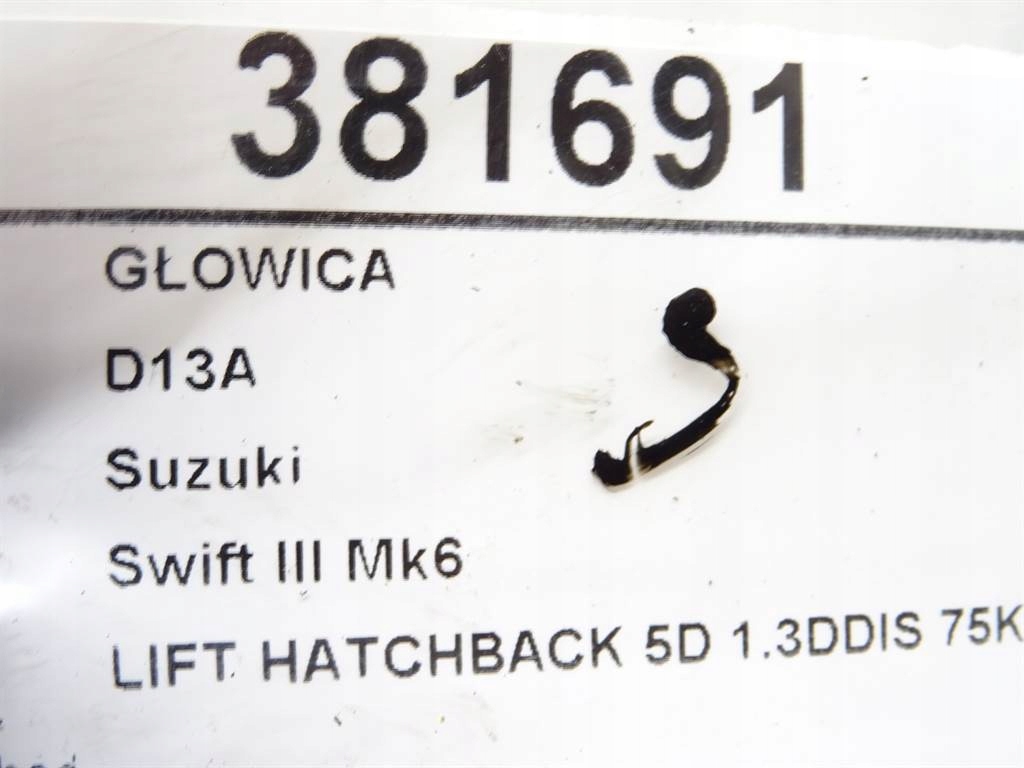 381691
GŁOWICA
D13A
Suzuki
Swift III Mk6
LIFT HATCHBACK 5D 1.3DDIS 75K